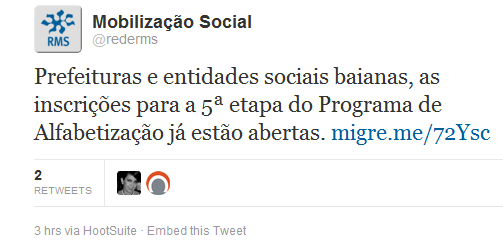 RMS
Mobilização Social
@rederms
Prefeituras e entidades sociais baianas, as
inscrições para a 5ª etapa do Programa de
Alfabetização já estão abertas. migre.me/72Ysc
2
RETWEETS
3 hrs via HootSuite · Embed this Tweet